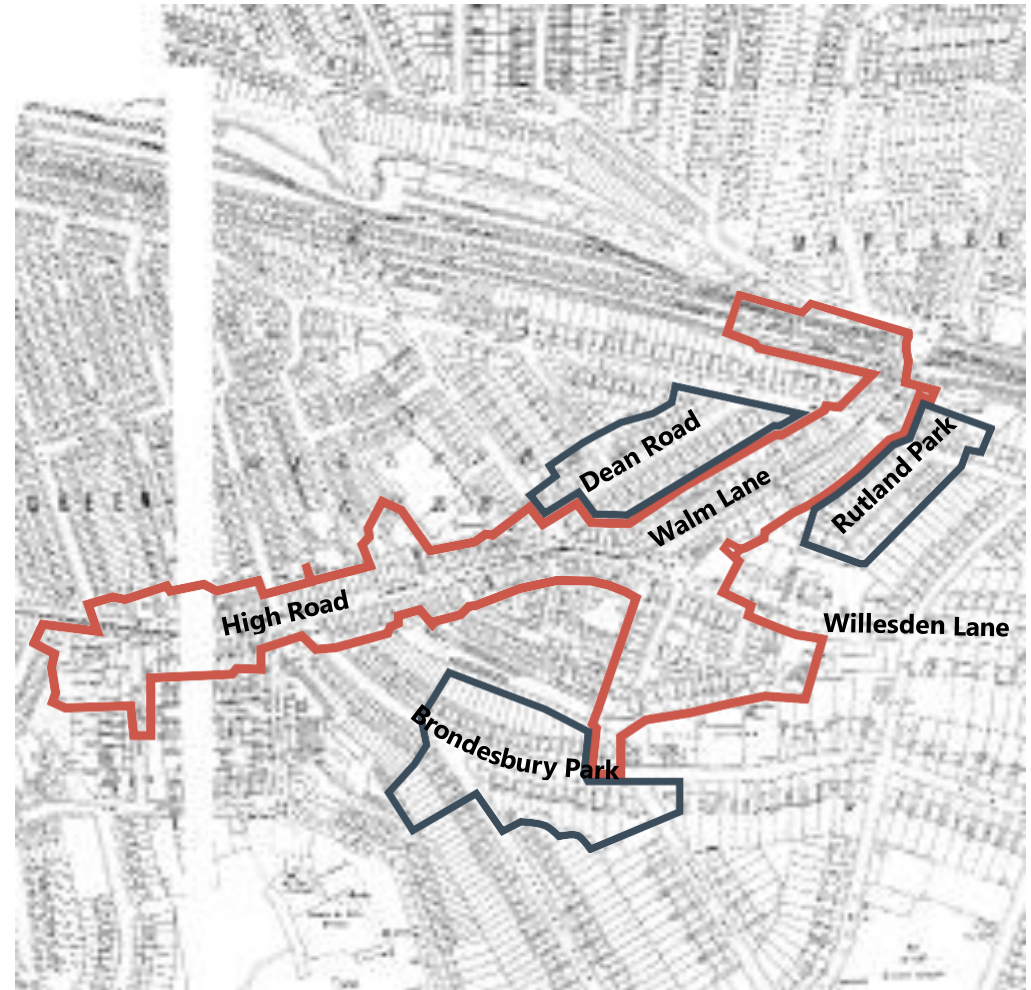 Dean Road
Rutland Park
Walm Lane
High Road
Willesden Lane
Brondesbury Park